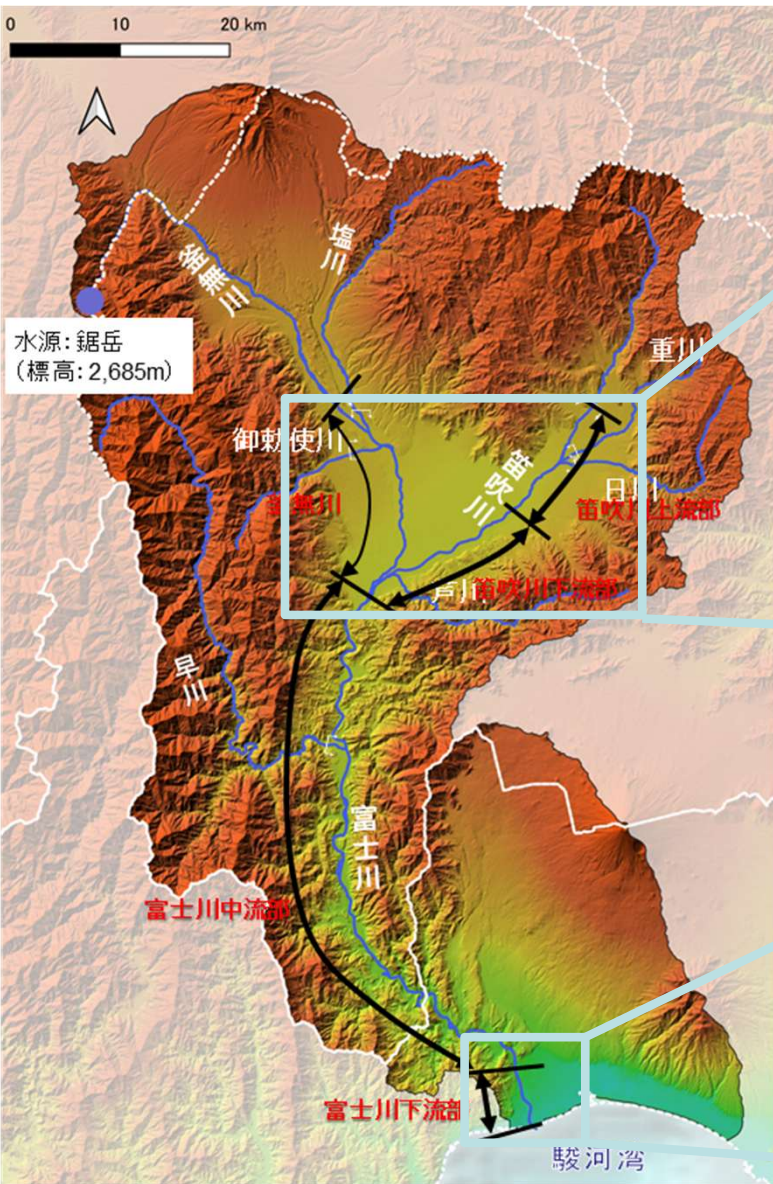 0 10 20 km
塩川
釜無川
水源：鋸岳
（標高：2,685m）
重川
御勅使川
笛吹川
日川
釜無川
笛吹川上流部
芦川
笛吹川下流部
早川
富士川
富士川中流部
富士川下流部
駿河湾